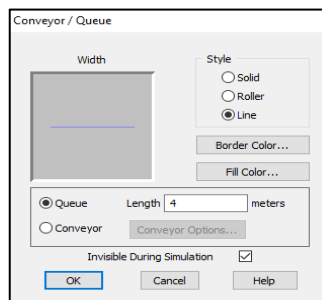 Conveyor / Queue
Width
Style
Solid
Roller
Line
Border Color...
Fill Color...
Queue Length 4 meters
Conveyor Conveyor Options...
Invisible During Simulation
OK Cancel Help